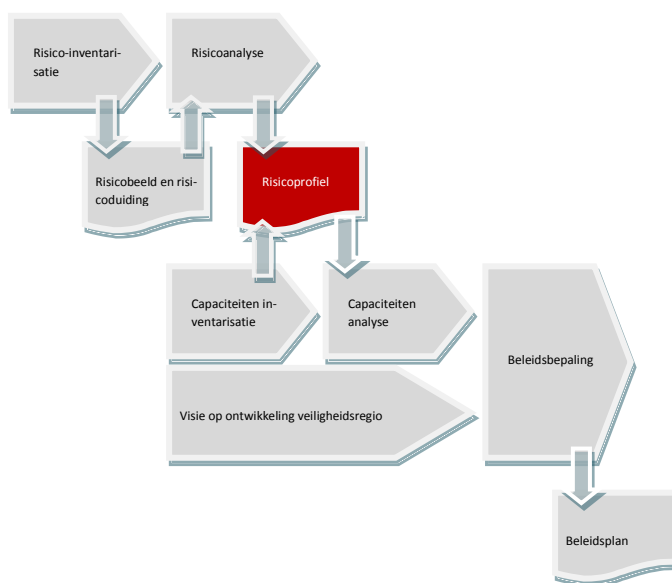 Risico-inventari-
satie
Risicoanalyse
Risicobeeld en risi-
coduiding
Risicoprofiel
Capaciteiten in-
ventarisatie
Capaciteiten
analyse
Beleidsbepaling
Visie op ontwikkeling veiligheidsregio
Beleidsplan